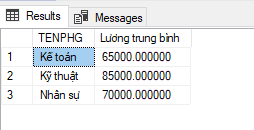 Results Messages
TENPHG Lương trung bình
1 Kế toán 65000.000000
2 Kỹ thuật 85000.000000
3 Nhân sự 70000.000000